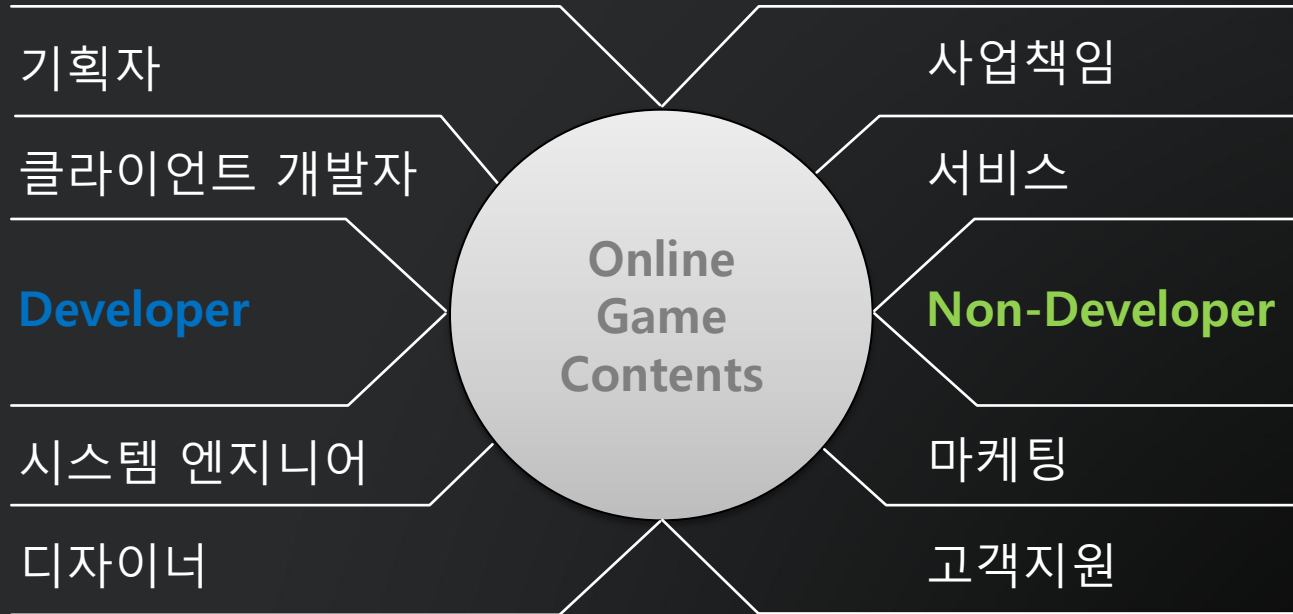 기획자
클라이언트 개발자
Developer
시스템 엔지니어
디자이너
Online
Game
Contents
사업책임
서비스
Non-Developer
마케팅
고객지원